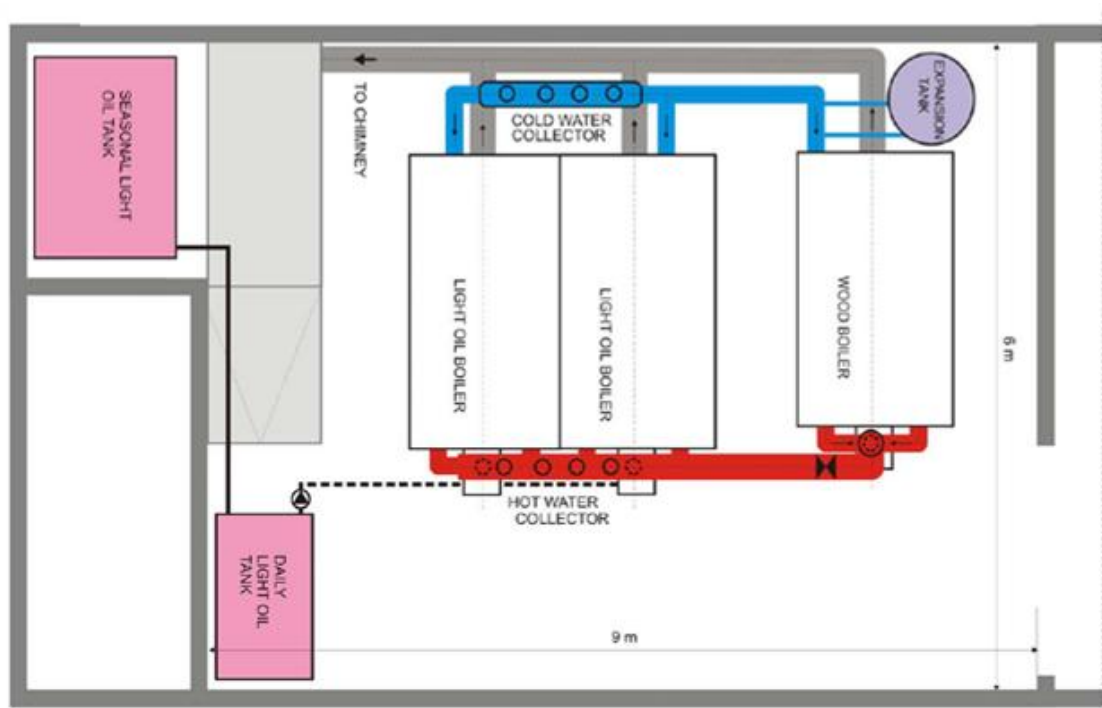 SEASONAL LIGHT
OIL TANK
TO CHIMNEY
COLD WATER
COLLECTOR
EXPANSION
TANK
LIGHT OIL BOILER
LIGHT OIL BOILER
WOOD BOILER
6 m
HOT WATER
COLLECTOR
DAILY
LIGHT OIL
TANK
9 m